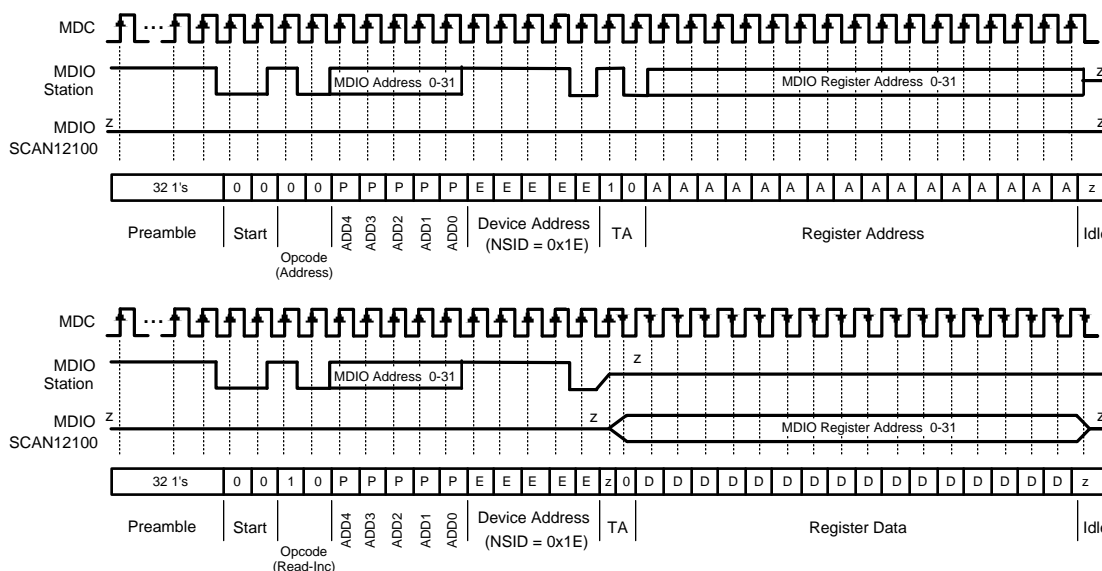 MDC
...
MDIO
Station
MDIO Address 0-31
MDIO Register Address 0-31
z
MDIO
SCAN12100
z
z
32 1's 0 0 0 0 P P P P P E E E E E 1 0 A A A A A A A A A A A A A A A A z
Preamble Start ADD4 ADD3 ADD2 ADD1 ADD0 Device Address TA Register Address Idle
(NSID = 0x1E)
Opcode
(Address)
MDC
...
MDIO
Station
MDIO Address 0-31
z
MDIO
SCAN12100
z
z
MDIO Register Address 0-31
z
32 1's 0 0 1 0 P P P P P E E E E E z 0 D D D D D D D D D D D D D D D D z
Preamble Start ADD4 ADD3 ADD2 ADD1 ADD0 Device Address TA Register Data Idle
(NSID = 0x1E)
Opcode
(Read-Inc)